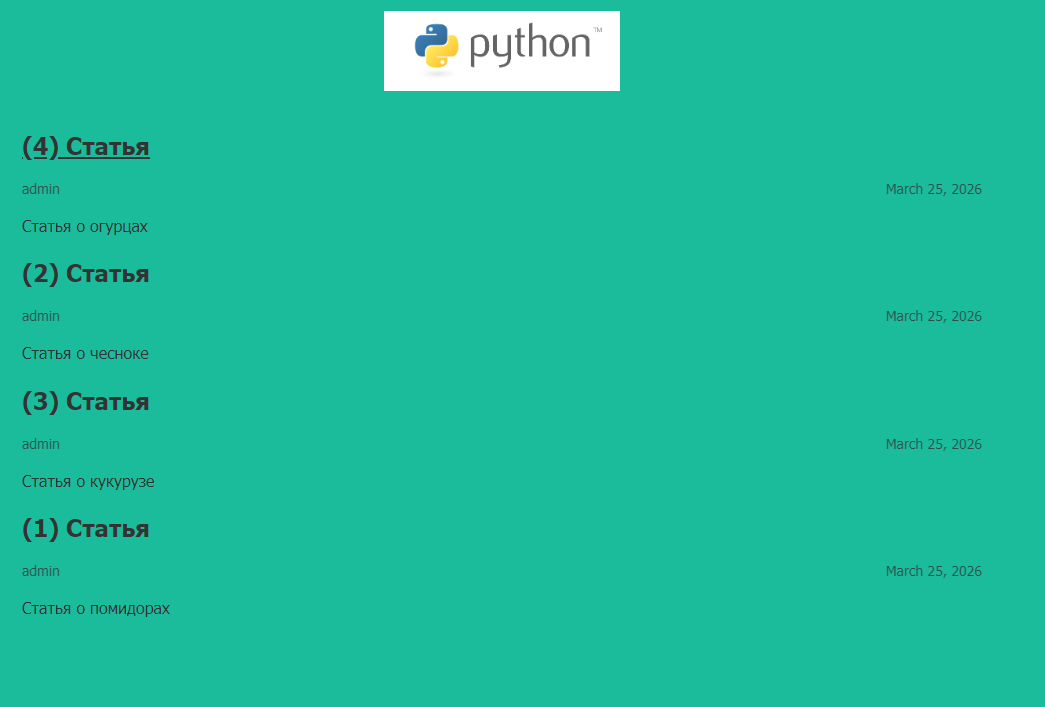 python™
(4) Статья
admin March 25, 2026
Статья о огурцах
(2) Статья
admin March 25, 2026
Статья о чесноке
(3) Статья
admin March 25, 2026
Статья о кукурузе
(1) Статья
admin March 25, 2026
Статья о помидорах